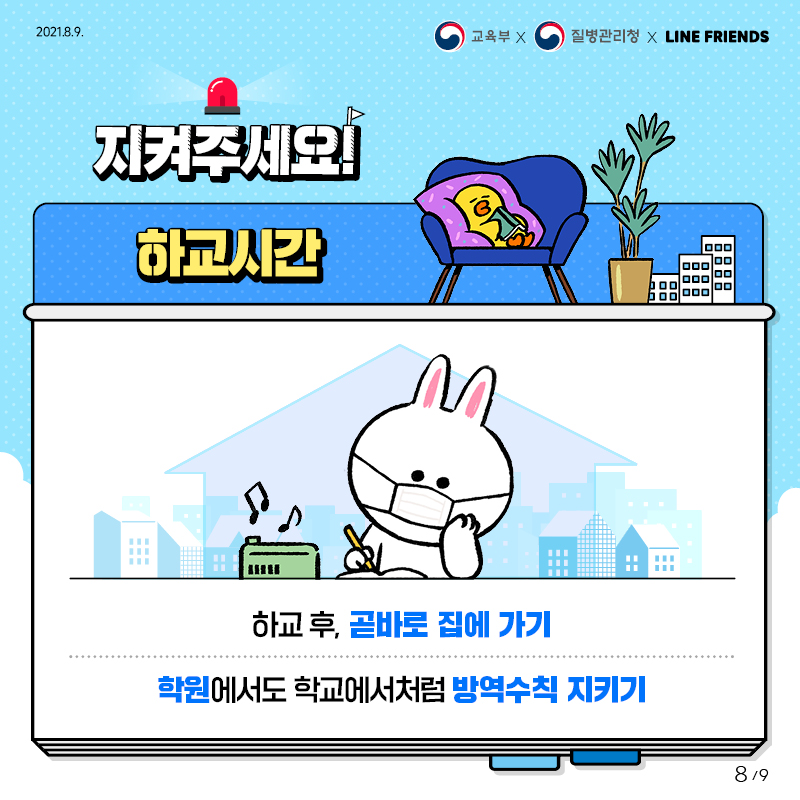 2021.8.9.
교육부 X 질병관리청 X LINE FRIENDS
지켜주세요!
하교시간
하교 후, 곧바로 집에 가기
학원에서도 학교에서처럼 방역수칙 지키기
8 /9